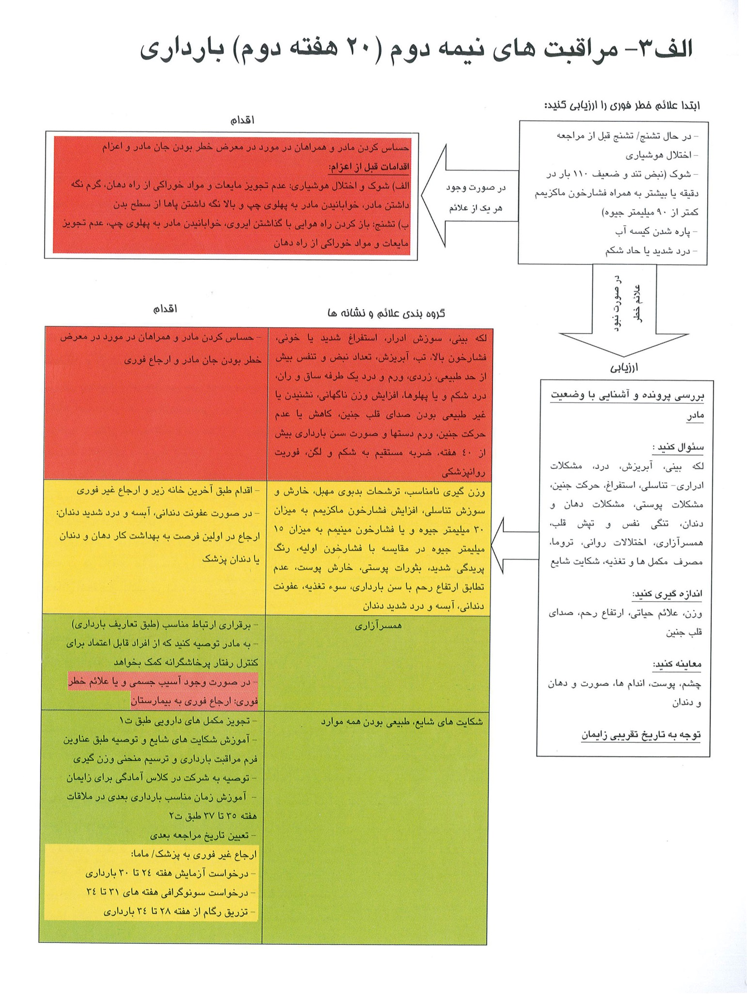 الف۳- مراقبت های نیمه دوم (۲۰ هفته دوم) بارداری
ابتدا علائم خطر فوری را ارزیابی کنید:
- در حال تشنج/ تشنج قبل از مراجعه
- اختلال هوشیاری
- شوک (نبض تند و ضعیف ۱۱۰ بار در
دقیقه یا بیشتر به همراه فشارخون ماکزیمم
کمتر از ۹۰ میلیمتر جیوه)
- پاره شدن کیسه آب
- درد شدید یا حاد شکم
در صورت وجود
هر یک از علائم
اقدام
حساس کردن مادر و همراهان در مورد در معرض خطر بودن جان مادر و اعزام
اقدامات قبل از اعزام:
الف) شوک و اختلال هوشیاری: عدم تجویز مایعات و مواد خوراکی از راه دهان، گرم نگه
داشتن مادر، خوابانیدن مادر به پهلوی چپ و بالا نگه داشتن پاها از سطح بدن
ب) تشنج: باز کردن راه هوایی با گذاشتن ایروی، خوابانیدن مادر به پهلوی چپ، عدم تجویز
مایعات و مواد خوراکی از راه دهان
در صورت نبود
علائم خطر
ارزیابی
بررسی پرونده و آشنایی با وضعیت
مادر
سئوال کنید :
لکه بینی، آبریزش، درد، مشکلات
ادراری- تناسلی، استفراغ، حرکت جنین،
مشکلات پوستی، مشکلات دهان و
دندان، تنگی نفس و تپش قلب،
همسرآزاری، اختلالات روانی، تروما،
مصرف مکمل ها و تغذیه، شکایت شایع
اندازه گیری کنید:
وزن، علائم حیاتی، ارتفاع رحم، صدای
قلب جنین
معاینه کنید:
چشم، پوست، اندام ها، صورت و دهان
و دندان
توجه به تاریخ تقریبی زایمان
گروه بندی علائم و نشانه ها
اقدام
لکه بینی، سوزش ادرار، استفراغ شدید یا خونی،
فشارخون بالا، تب، آبریزش، تعداد نبض و تنفس بیش
از حد طبیعی، زردی، ورم و درد یک طرفه ساق و ران،
درد شکم و یا پهلوها، افزایش وزن ناگهانی، نشنیدن یا
غیر طبیعی بودن صدای قلب جنین، کاهش یا عدم
حرکت جنین، ورم دستها و صورت ،سن بارداری بیش
از ٤۰ هفته، ضربه مستقیم به شکم و لگن، فوریت
روانپزشکی
- حساس کردن مادر و همراهان در مورد در معرض
خطر بودن جان مادر و ارجاع فوری
وزن گیری نامناسب، ترشحات بدبوی مهبل، خارش و
سوزش تناسلی، افزایش فشارخون ماکزیمم به میزان
۳۰ میلیمتر جیوه و یا فشارخون مینیمم به میزان ۱۵
میلیمتر جیوه در مقایسه با فشارخون اولیه، رنگ
پریدگی شدید، بثورات پوستی، خارش پوست، عدم
تطابق ارتفاع رحم با سن بارداری، سوء تغذیه، عفونت
دندانی، آبسه و درد شدید دندان
- اقدام طبق آخرین خانه زیر و ارجاع غیر فوری
- در صورت عفونت دندانی، آبسه و درد شدید دندان:
ارجاع در اولین فرصت به بهداشت کار دهان و دندان
یا دندان پزشک
همسرآزاری
- برقراری ارتباط مناسب (طبق تعاریف بارداری)
- به مادر توصیه کنید که از افراد قابل اعتماد برای
کنترل رفتار پرخاشگرانه کمک بخواهد
- در صورت وجود آسیب جسمی و یا علائم خطر
فوری: ارجاع فوری به بیمارستان
شکایت های شایع، طبیعی بودن همه موارد
- تجویز مکمل های دارویی طبق ت۱
- آموزش شکایت های شایع و توصیه طبق عناوین
فرم مراقبت بارداری و ترسیم منحنی وزن گیری
- توصیه به شرکت در کلاس آمادگی برای زایمان
- آموزش زمان مناسب بارداری بعدی در ملاقات
هفته ۳۵ تا ۳۷ طبق ت۲
- تعیین تاریخ مراجعه بعدی
ارجاع غیر فوری به پزشک/ ماما:
- درخواست آزمایش هفته ۲٤ تا ۳۰ بارداری
- درخواست سونوگرافی هفته های ۳۱ تا ۳٤
- تزریق رگام از هفته ۲۸ تا ۳٤ بارداری